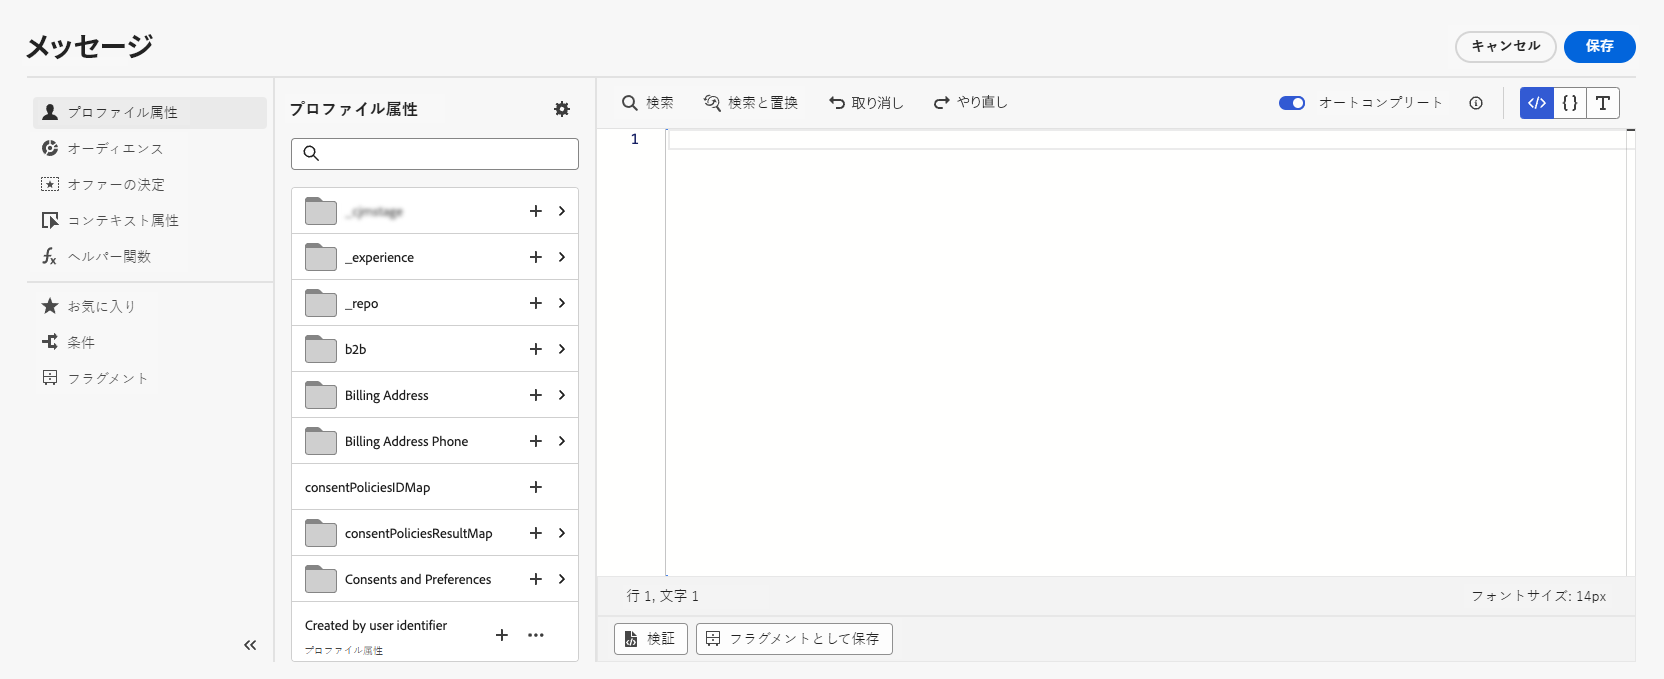 メッセージ
キャンセル
保存
プロファイル属性
オーディエンス
オファーの決定
コンテキスト属性
ヘルパー関数
お気に入り
条件
フラグメント
プロファイル属性
_experience
_repo
b2b
Billing Address
Billing Address Phone
consentPoliciesIDMap
consentPoliciesResultMap
Consents and Preferences
Created by user identifier
プロファイル属性
検索 検索と置換 取り消し やり直し オートコンプリート
1
行 1, 文字 1 フォントサイズ: 14px
検証 フラグメントとして保存